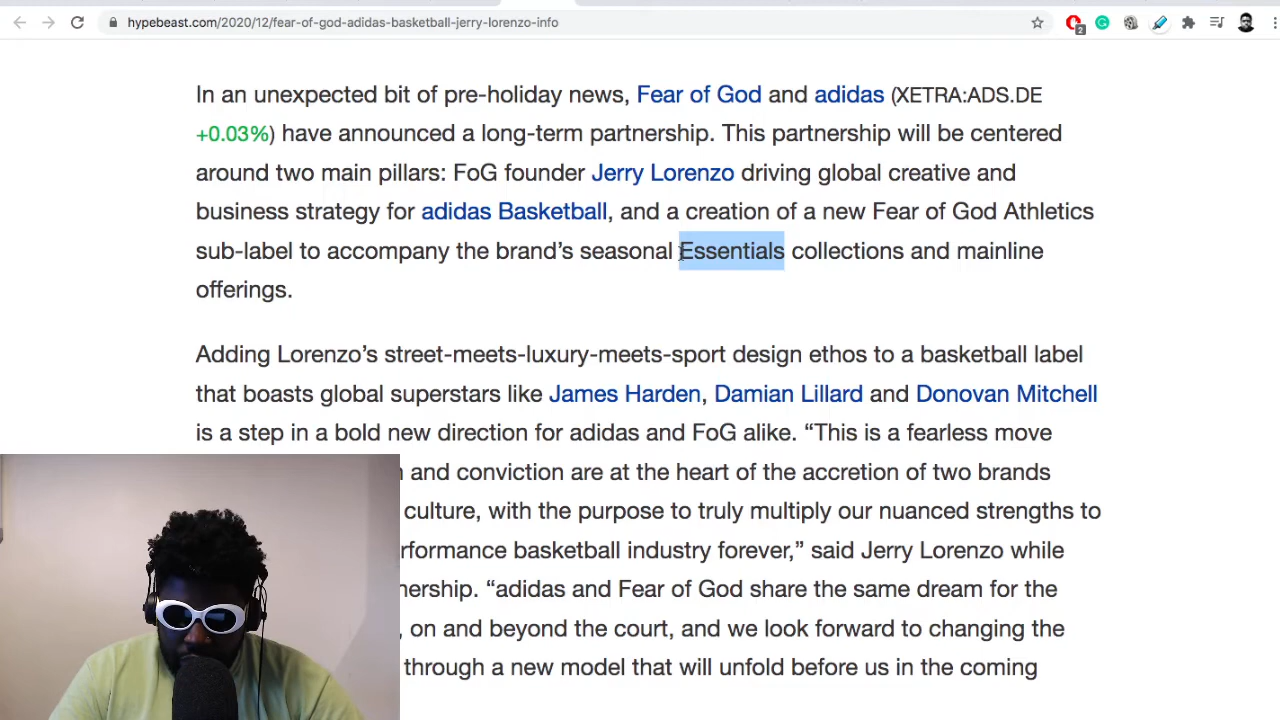 hypebeast.com/2020/12/fear-of-god-adidas-basketball-jerry-lorenzo-info
2
In an unexpected bit of pre-holiday news, Fear of God and adidas (XETRA:ADS.DE
+0.03%) have announced a long-term partnership. This partnership will be centered
around two main pillars: FoG founder Jerry Lorenzo driving global creative and
business strategy for adidas Basketball, and a creation of a new Fear of God Athletics
sub-label to accompany the brand’s seasonal Essentials collections and mainline
offerings.
Adding Lorenzo’s street-meets-luxury-meets-sport design ethos to a basketball label
that boasts global superstars like James Harden, Damian Lillard and Donovan Mitchell
is a step in a bold new direction for adidas and FoG alike. “This is a fearless move
and conviction are at the heart of the accretion of two brands
culture, with the purpose to truly multiply our nuanced strengths to
rformance basketball industry forever,” said Jerry Lorenzo while
nership. “adidas and Fear of God share the same dream for the
, on and beyond the court, and we look forward to changing the
through a new model that will unfold before us in the coming